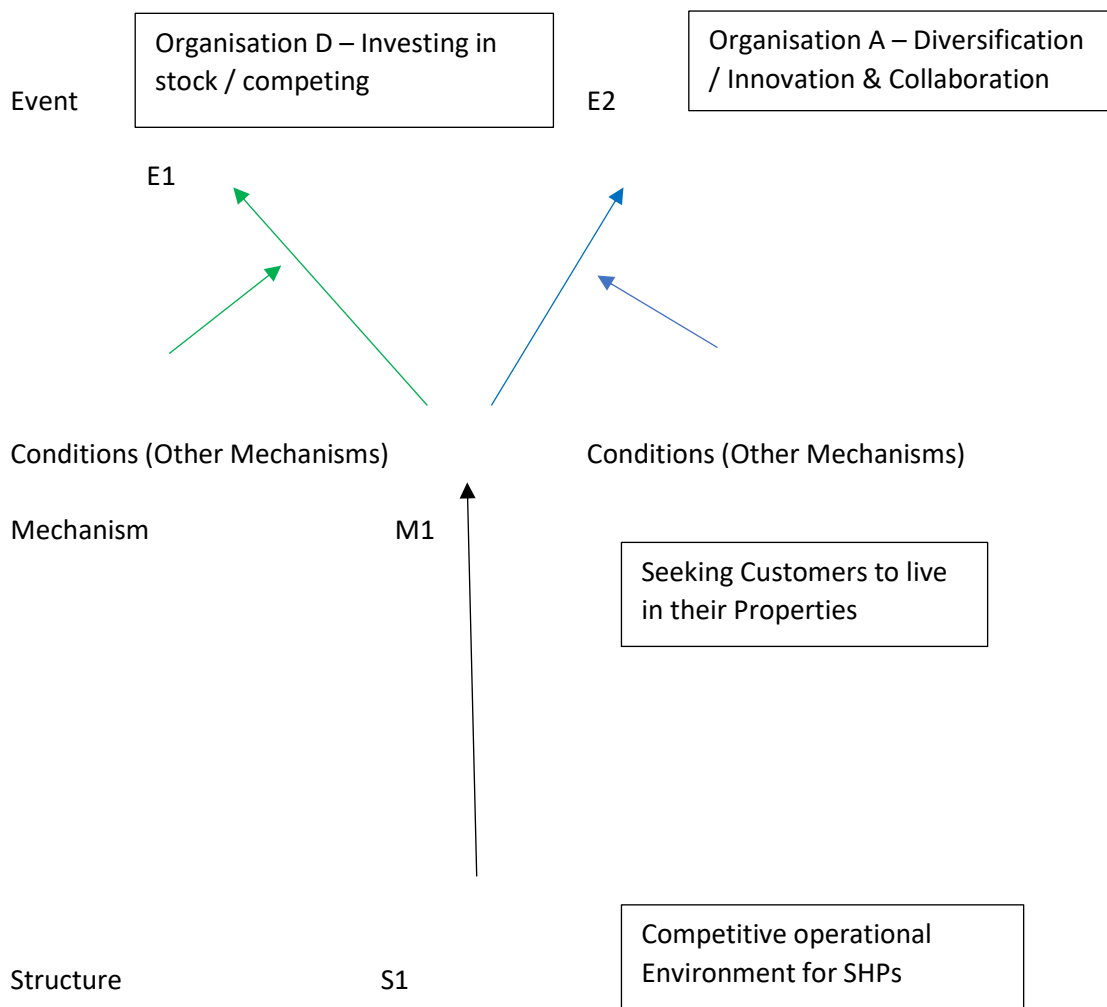 Organisation D – Investing in
stock / competing
Organisation A – Diversification
/ Innovation & Collaboration
Event
E2
E1
Conditions (Other Mechanisms)
Conditions (Other Mechanisms)
Mechanism
M1
Seeking Customers to live
in their Properties
Competitive operational
Environment for SHPs
Structure
S1